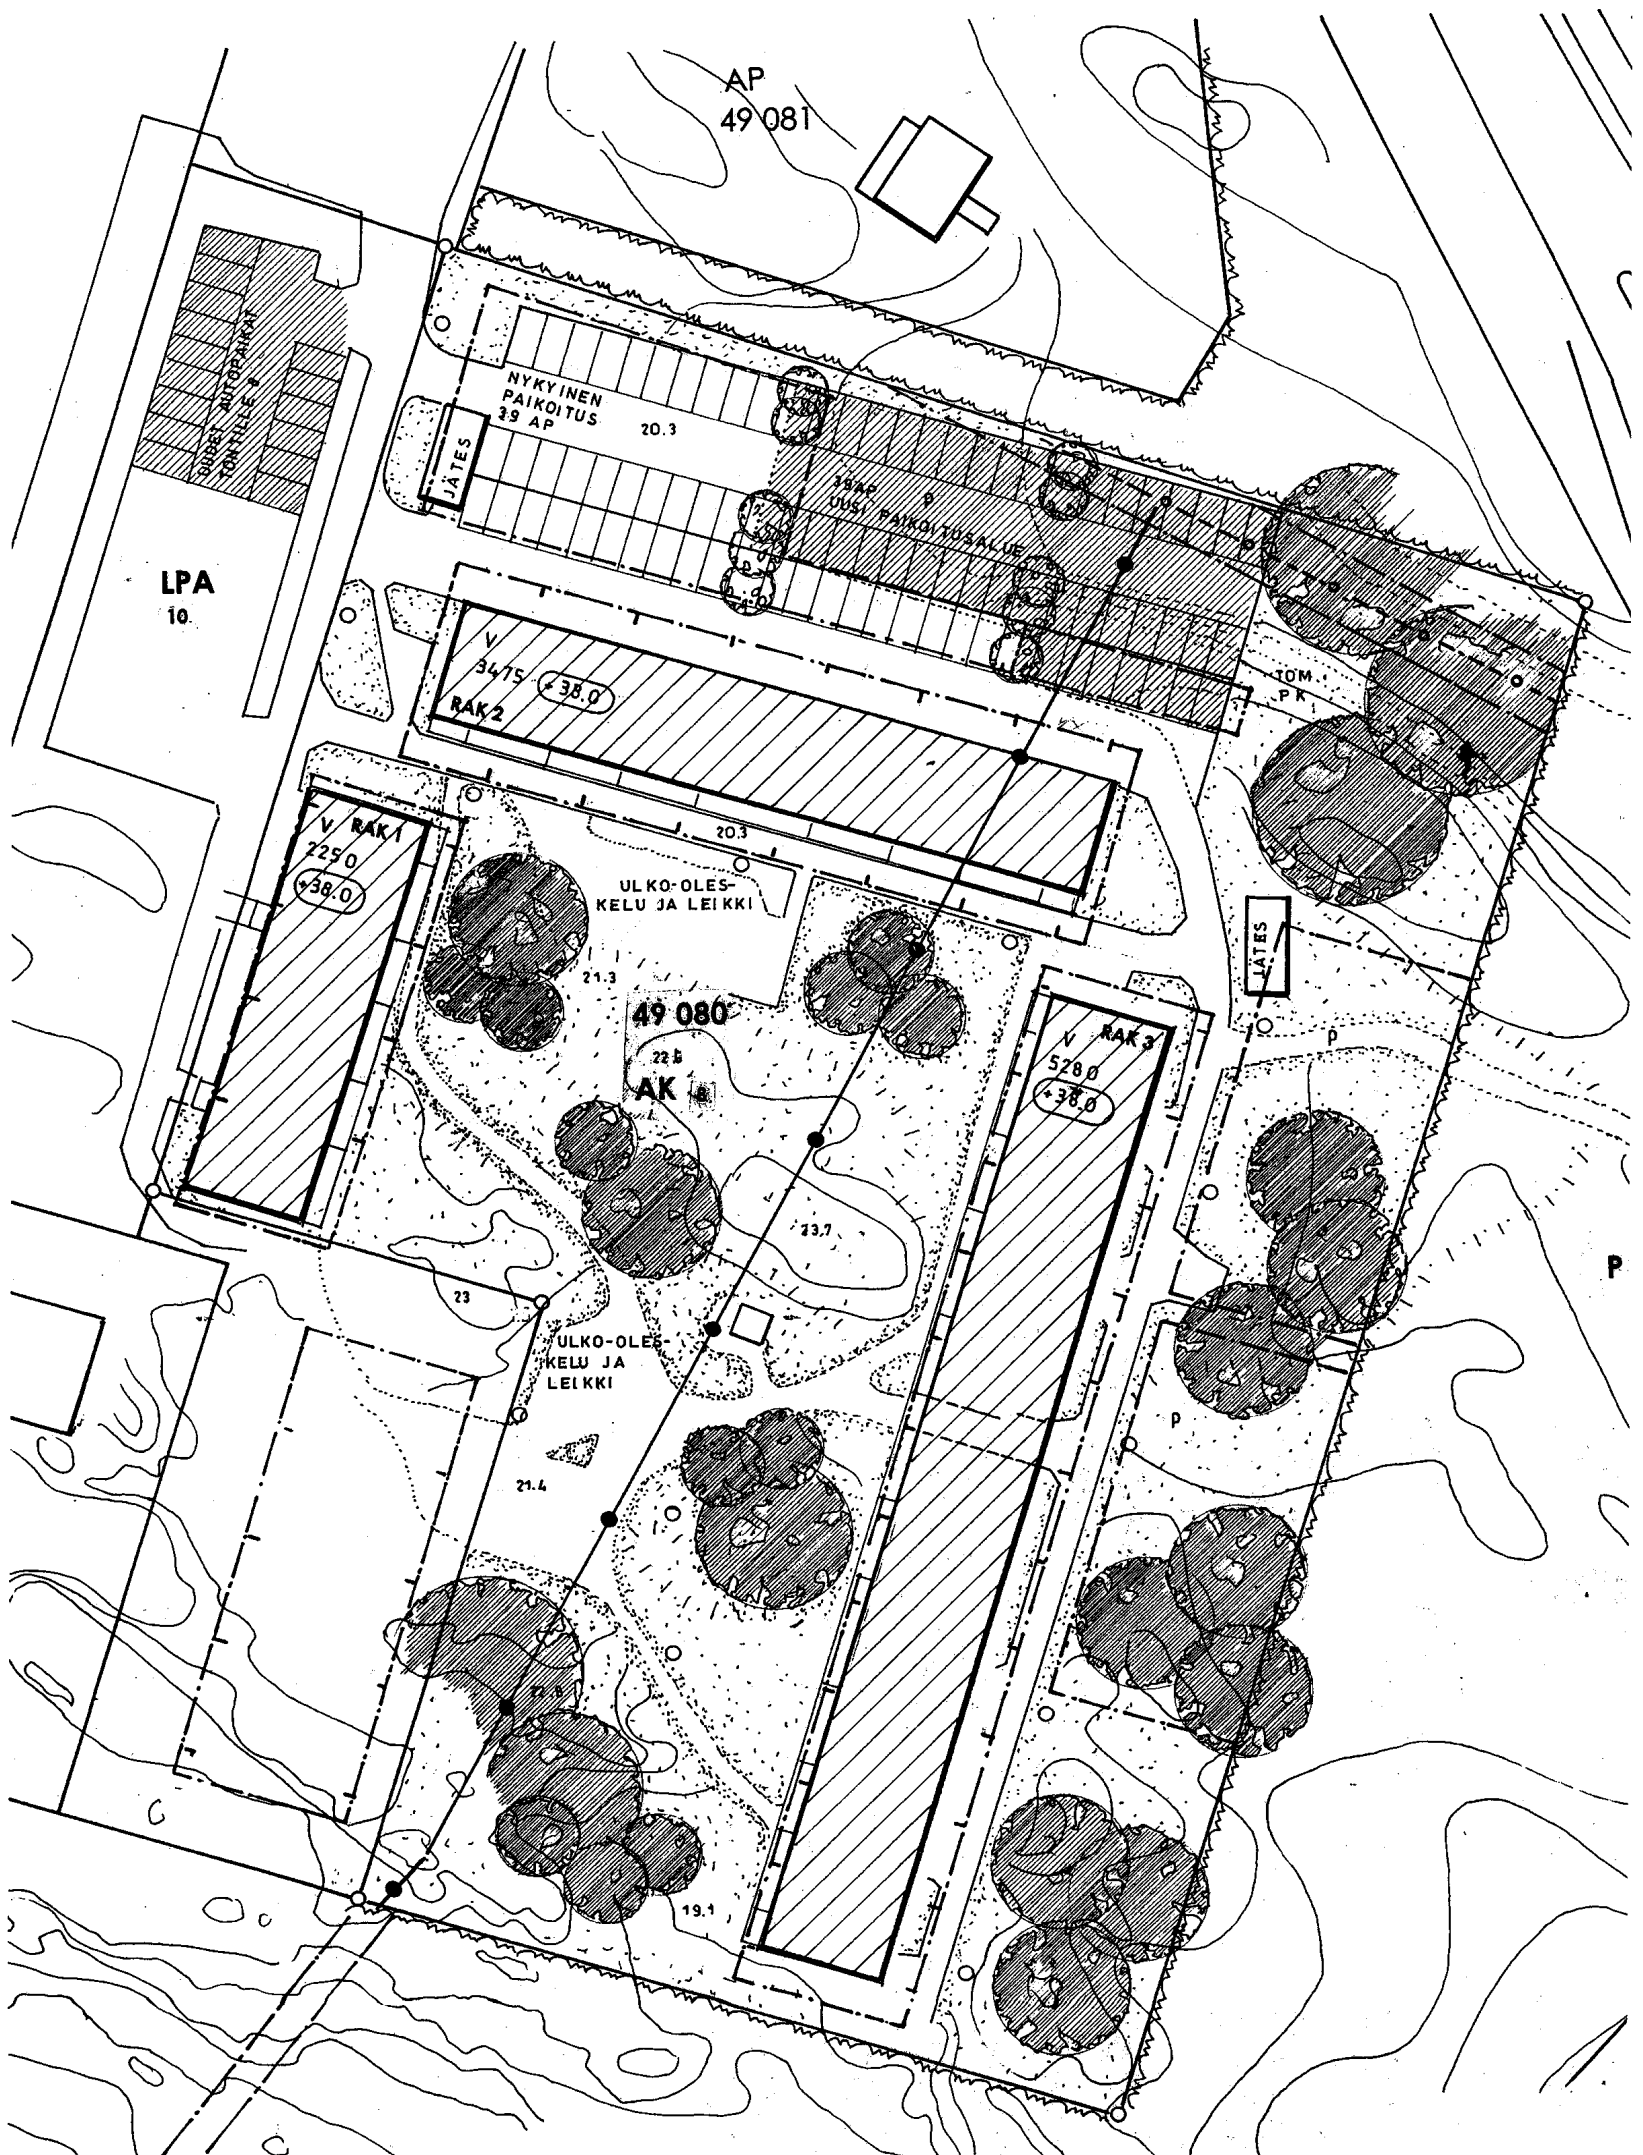 AP
49 081
UUDET AUTOPAIKAT
TONTILLE 8
NYKYINEN
PAIKOITUS
39 AP
20.3
JÄTES
39AP
UUSI PAIKOITUSALUE
p
LPA
10
TOM.
PK
V
3475
+38.0
RAK 2
20.3
V RAK 1
2250
+38.0
ULKO-OLES-
KELU JA LEIKKI
21.3
JÄTES
49 080
AK 8
V RAK 3
5280
+38.0
p
23.7
P
23
ULKO-OLES-
KELU JA
LEIKKI
p
21.4
19.1